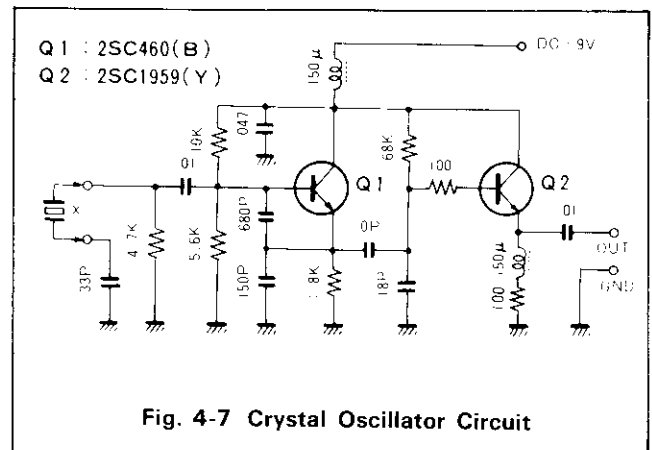 Q1 : 2SC460(B)
Q2 : 2SC1959(Y)
150μ
DC 9V
10K
047
68K
100
Q1
Q2
01
X
680P
0P
01
4.7K
5.6K
OUT
33P
150P
.8K
18P
150μ
100
GND
Fig. 4-7 Crystal Oscillator Circuit